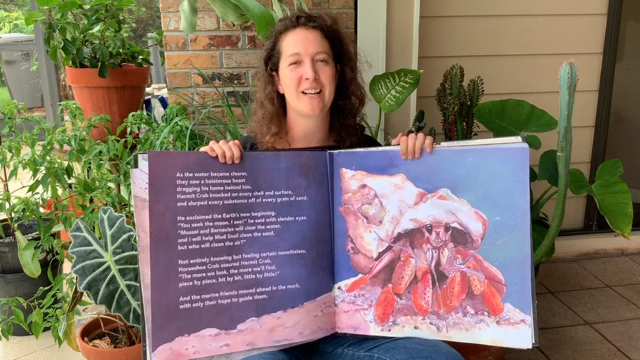 As the water became clearer,
they saw a boisterous beast
dragging his home behind him.
Hermit Crab knocked on every shell and surface,
and slurped every substance off of every grain of sand.
He exclaimed the Earth's new beginning.
"You seek the moon. I see!" he said with slender eyes.
"Mussel and Barnacles will clear the water,
and I will help Mud Snail clean the sand,
but who will clean the air?"
Not entirely knowing but feeling certain nonetheless,
Horseshoe Crab assured Hermit Crab,
"The more we look, the more we'll find,
piece by piece, bit by bit, little by little!"
And the marine friends moved ahead in the murk,
with only their hope to guide them.